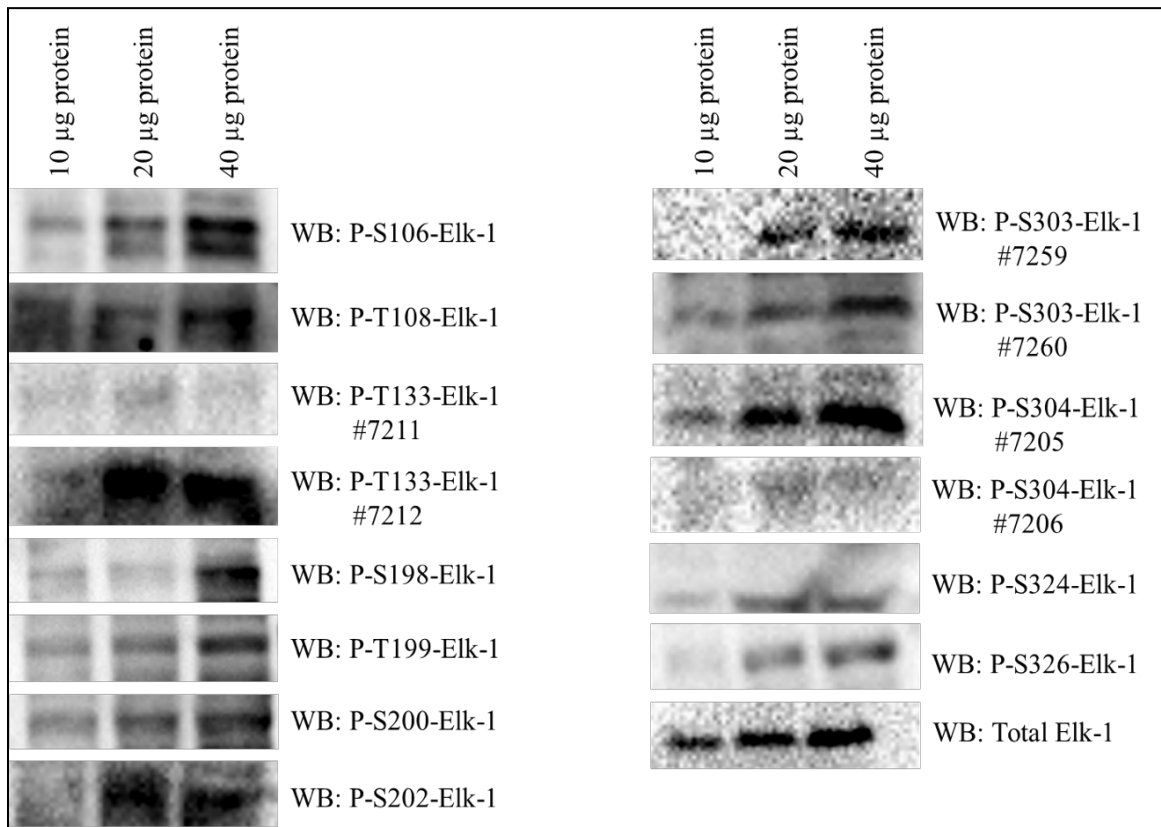 10 µg protein
20 µg protein
40 µg protein
WB: P-S106-Elk-1
WB: P-T108-Elk-1
WB: P-T133-Elk-1
#7211
WB: P-T133-Elk-1
#7212
WB: P-S198-Elk-1
WB: P-T199-Elk-1
WB: P-S200-Elk-1
WB: P-S202-Elk-1
10 µg protein
20 µg protein
40 µg protein
WB: P-S303-Elk-1
#7259
WB: P-S303-Elk-1
#7260
WB: P-S304-Elk-1
#7205
WB: P-S304-Elk-1
#7206
WB: P-S324-Elk-1
WB: P-S326-Elk-1
WB: Total Elk-1